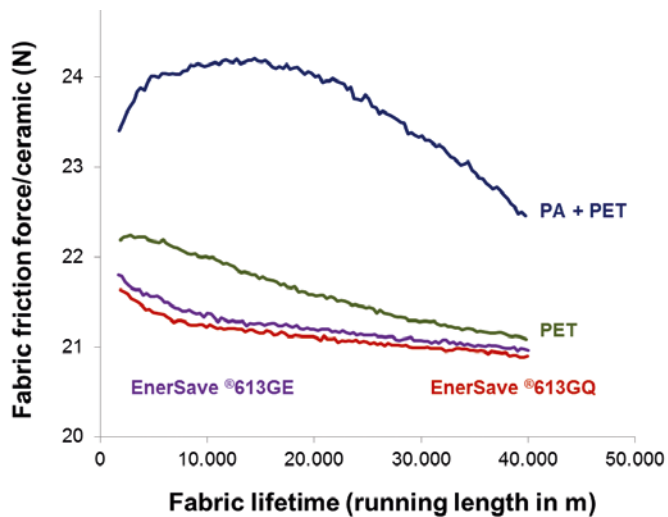 Fabric friction force/ceramic (N)
24
23
22
21
20
PA + PET
PET
EnerSave ®613GE
EnerSave ®613GQ
0
10.000
20.000
30.000
40.000
50.000
Fabric lifetime (running length in m)